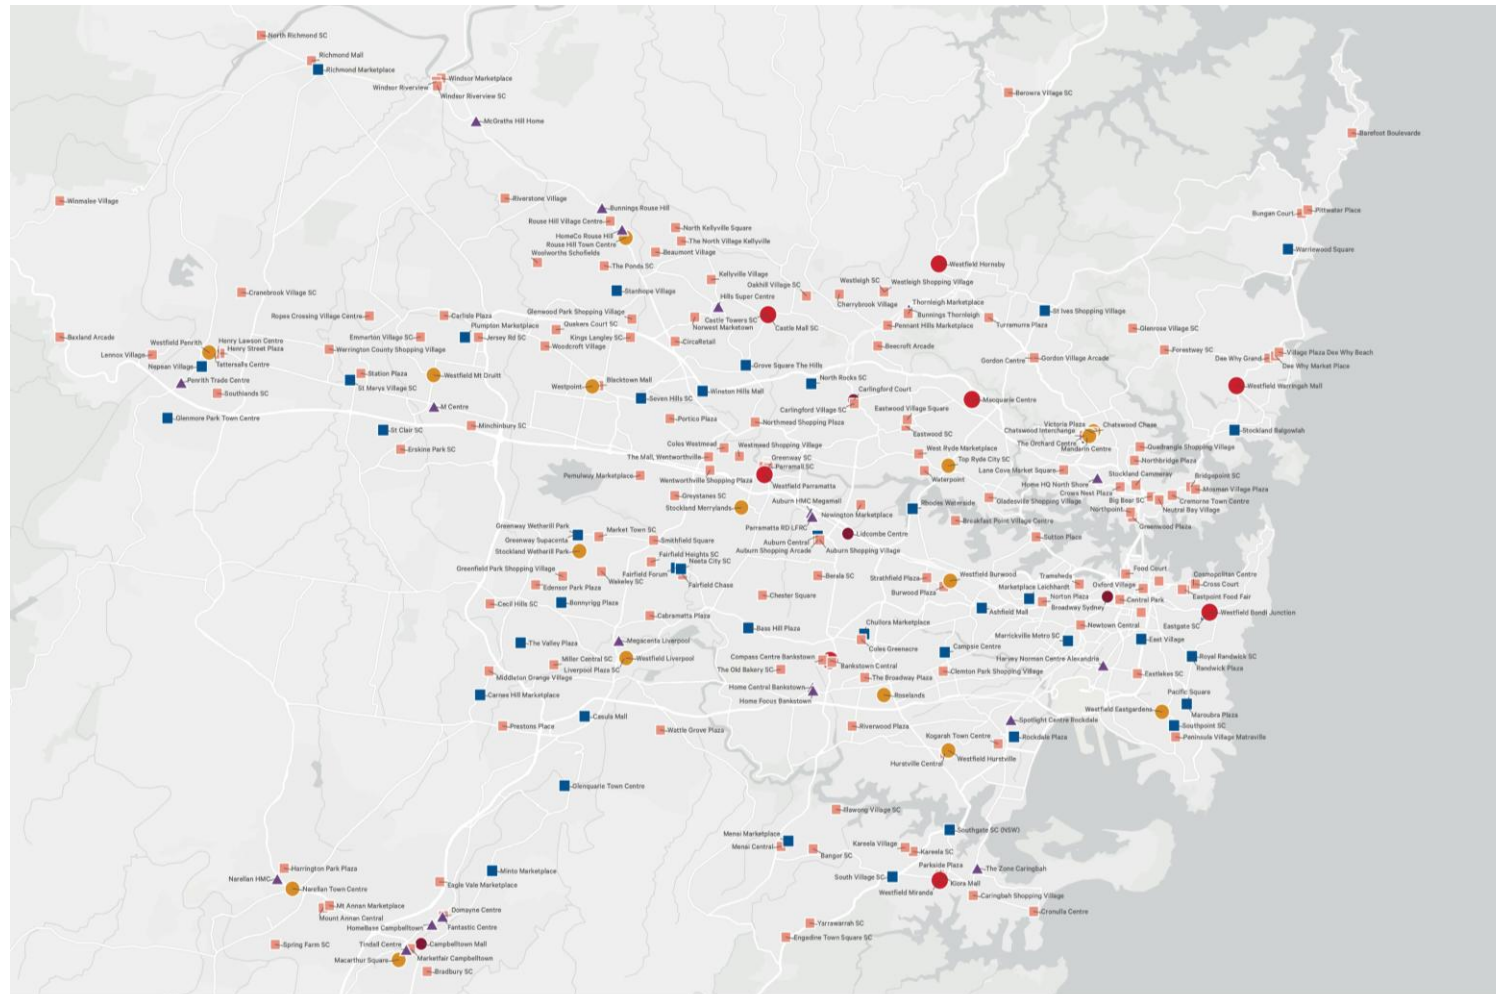 North Richmond SC
Richmond Mall
Richmond Marketplace
Windsor Marketplace
Windsor Riverview
Windsor Riverview SC
Berowra Village SC
McGraths Hill Home
Barefoot Boulevarde
Winmalee Village
Riverstone Village
Bunnings Rouse Hill
Bungan Court
Pittwater Plaza
Rouse Hill Village Centre
North Kellyville Square
HomeCo Rouse Hill
The North Village Kellyville
Rouse Hill Town Centre
Warriewood Square
Woolworths Schofields
Beaumont Village
The Ponds SC
Westfield Hornsby
Kellyville Village
Westleigh SC
Westleigh Shopping Village
Oakhill Village SC
Stanhope Village
Cranebrook Village SC
Hills Super Centre
Cherrybrook Village
Thornleigh Marketplace
Bunnings Thornleigh
St Ives Shopping Village
Glenwood Park Shopping Village
Ropes Crossing Village Centre
Carlisle Plaza
Castle Towers SC
Norwest Marketown
Castle Mall SC
Pennant Hills Marketplace
Turramurra Plaza
Plumpton Marketplace
Quakers Court SC
Glenrose Village SC
Bexland Arcade
Emmerton Village SC
Jersey Rd SC
Kings Langley SC
Westfield Penrith
Henry Lawson Centre
Henry Street Plaza
Werrington County Shopping Village
Woodcroft Village
CircaRetail
Beecroft Arcade
Forestway SC
Lennox Village
Gordon Centre
Gordon Village Arcade
Dee Why Grand
Village Plaza Dee Why Beach
Dee Why Market Place
Nepean Village
Tattersalls Centre
Grove Square The Hills
Station Plaza
Westfield Mt Druitt
Penrith Trade Centre
St Marys Village SC
Westpoint
Blacktown Mall
North Rocks SC
Westfield Warringah Mall
Southlands SC
Winston Hills Mall
Carlingford Court
Seven Hills SC
Macquarie Centre
M Centre
Carlingford Village SC
Eastwood Village Square
Glenmore Park Town Centre
Portico Plaza
Northmead Shopping Plaza
Minchinbury SC
Victoria Plaza
Chatswood Chase
St Clair SC
Eastwood SC
Chatswood Interchange
Stockland Balgowlah
The Orchard Centre
Mandarin Centre
Erskine Park SC
Coles Westmead
Westmead Shopping Village
Quadrangle Shopping Village
West Ryde Marketplace
The Mall, Wentworthville
Greenway SC
Parramall SC
Top Ryde City SC
Northbridge Plaza
Lane Cove Market Square
Pemulwuy Marketplace
Wentworthville Shopping Plaza
Westfield Parramatta
Waterpoint
Stockland Cammeray
Bridgepoint SC
Home HQ North Shore
Crows Nest Plaza
Mosman Village Plaza
Greystanes SC
Auburn HMC Megamall
Gladesville Shopping Village
Big Bear SC
Cremorne Town Centre
Stockland Merrylands
Rhodes Waterside
Northpoint
Neutral Bay Village
Newington Marketplace
Breakfast Point Village Centre
Greenwood Plaza
Greenway Wetherill Park
Parramatta RD LFRC
Greenway Supacenta
Market Town SC
Lidcombe Centre
Smithfield Square
Auburn Central
Sutton Place
Stockland Wetherill Park
Auburn Shopping Arcade
Auburn Shopping Village
Fairfield Heights SC
Neeta City SC
Greenfield Park Shopping Village
Wakeley SC
Fairfield Forum
Fairfield Chase
Berala SC
Strathfield Plaza
Westfield Burwood
Tramsheds
Food Court
Cosmopolitan Centre
Edensor Park Plaza
Burwood Plaza
Marketplace Leichhardt
Oxford Village
Cross Court
Chester Square
Norton Plaza
Central Park
Eastpoint Food Fair
Cecil Hills SC
Bonnyrigg Plaza
Ashfield Mall
Broadway Sydney
Westfield Bondi Junction
Cabramatta Plaza
Chullora Marketplace
Newtown Central
Eastgate SC
Bass Hill Plaza
The Valley Plaza
Megacenta Liverpool
Coles Greenacre
Marrickville Metro SC
East Village
Campsie Centre
Miller Central SC
Westfield Liverpool
Compass Centre Bankstown
Harvey Norman Centre Alexandria
Royal Randwick SC
Liverpool Plaza SC
The Old Bakery SC
Bankstown Central
Randwick Plaza
Middleton Grange Village
The Broadway Plaza
Clemton Park Shopping Village
Eastlakes SC
Home Central Bankstown
Carnes Hill Marketplace
Roselands
Pacific Square
Home Focus Bankstown
Westfield Eastgardens
Casula Mall
Maroubra Plaza
Prestons Place
Wattle Grove Plaza
Riverwood Plaza
Spotlight Centre Rockdale
Southpoint SC
Kogarah Town Centre
Rockdale Plaza
Peninsula Village Matraville
Hurstville Central
Westfield Hurstville
Glenquarie Town Centre
Illawong Village SC
Menai Marketplace
Southgate SC (NSW)
Menai Central
Kareela Village
Kareela SC
Bangor SC
Harrington Park Plaza
Minto Marketplace
Parkside Plaza
The Zone Caringbah
Narellan HMC
Eagle Vale Marketplace
South Village SC
Kiora Mall
Narellan Town Centre
Westfield Miranda
Caringbah Shopping Village
Mt Annan Marketplace
Domayne Centre
Cronulla Centre
Mount Annan Central
HomeBase Campbelltown
Fantastic Centre
Yarrawarrah SC
Spring Farm SC
Tindall Centre
Campbelltown Mall
Engadine Town Square SC
Macarthur Square
Marketfair Campbelltown
Bradbury SC